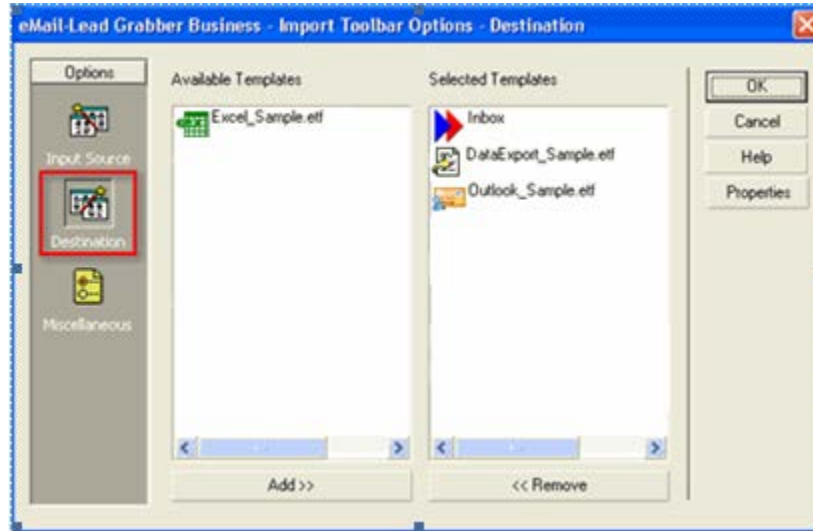 eMail-Lead Grabber Business - Import Toolbar Options - Destination
Options
Input Source
Destination
Miscellaneous
Available Templates
Excel_Sample.etf
Add >>
Selected Templates
Inbox
DataExport_Sample.etf
Outlook_Sample.etf
<< Remove
OK
Cancel
Help
Properties